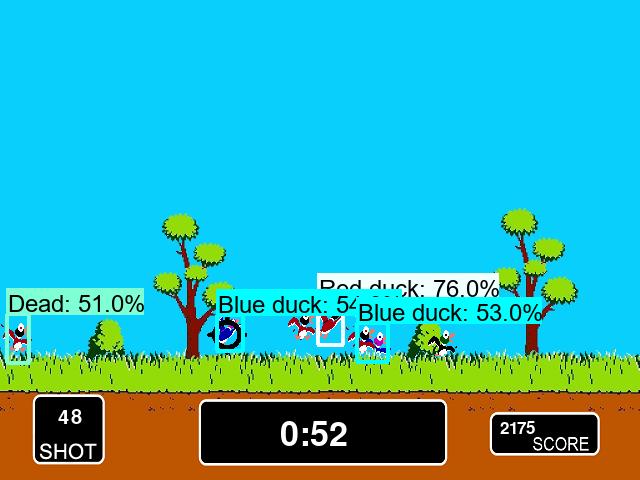 Red duck: 76.0%
Dead: 51.0%
Blue duck: 54
Blue duck: 53.0%
48
SHOT
0:52
2175
SCORE